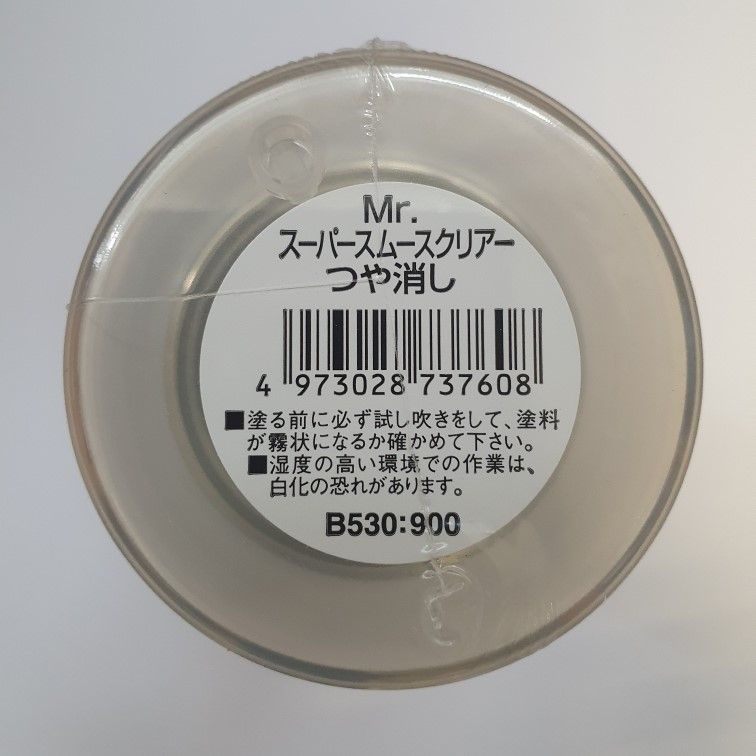 Mr.
スーパースムースクリアー
つや消し
4 973028 737608
■塗る前に必ず試し吹きをして、塗料
が霧状になるか確かめて下さい。
■湿度の高い環境での作業は、
白化の恐れがあります。
B530:900